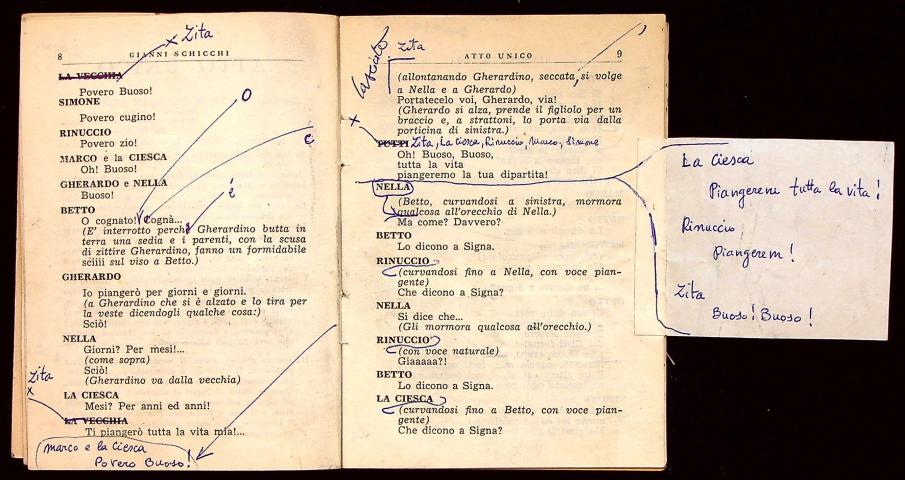 x Zita
8 GIANNI SCHICCHI
LA VECCHIA
Povero Buoso!
SIMONE
Povero cugino!
O
RINUCCIO
Povero zio!
è
MARCO e la CIESCA
Oh! Buoso!
GHERARDO e NELLA
Buoso!
è
BETTO
O cognato! Cognà...
(E' interrotto perchè Gherardino butta in
terra una sedia e i parenti, con la scusa
di zittire Gherardino, fanno un formidabile
sciiii sul viso a Betto.)
GHERARDO
Io piangerò per giorni e giorni.
(a Gherardino che si è alzato e lo tira per
la veste dicendogli qualche cosa:)
Sciò!
NELLA
Giorni? Per mesi!...
(come sopra)
Sciò!
(Gherardino va dalla vecchia)
Zita
x
LA CIESCA
Mesi? Per anni ed anni!
LA VECCHIA
Ti piangerò tutta la vita mia!...
Marco e la Ciesca
Povero Buoso!
lasciato
Zita
ATTO UNICO 9
(allontanando Gherardino, seccata, si volge
a Nella e a Gherardo)
Portatecelo voi, Gherardo, via!
(Gherardo si alza, prende il figliolo per un
braccio e, a strattoni, lo porta via dalla
porticina di sinistra.)
x
TUTTI Zita, La Ciesca, Rinuccio, Marco, Simone
Oh! Buoso, Buoso,
tutta la vita
piangeremo la tua dipartita!
NELLA
(Betto, curvandosi a sinistra, mormora
qualcosa all'orecchio di Nella.)
Ma come? Davvero?
BETTO
Lo dicono a Signa.
RINUCCIO
(curvandosi fino a Nella, con voce pian-
gente)
Che dicono a Signa?
NELLA
Si dice che...
(Gli mormora qualcosa all'orecchio.)
RINUCCIO
(con voce naturale)
Giaaaaa?!
BETTO
Lo dicono a Signa.
LA CIESCA
(curvandosi fino a Betto, con voce pian-
gente)
Che dicono a Signa?
La Ciesca
Piangerem tutta la vita!
Rinuccio
Piangerem!
Zita
Buoso! Buoso!